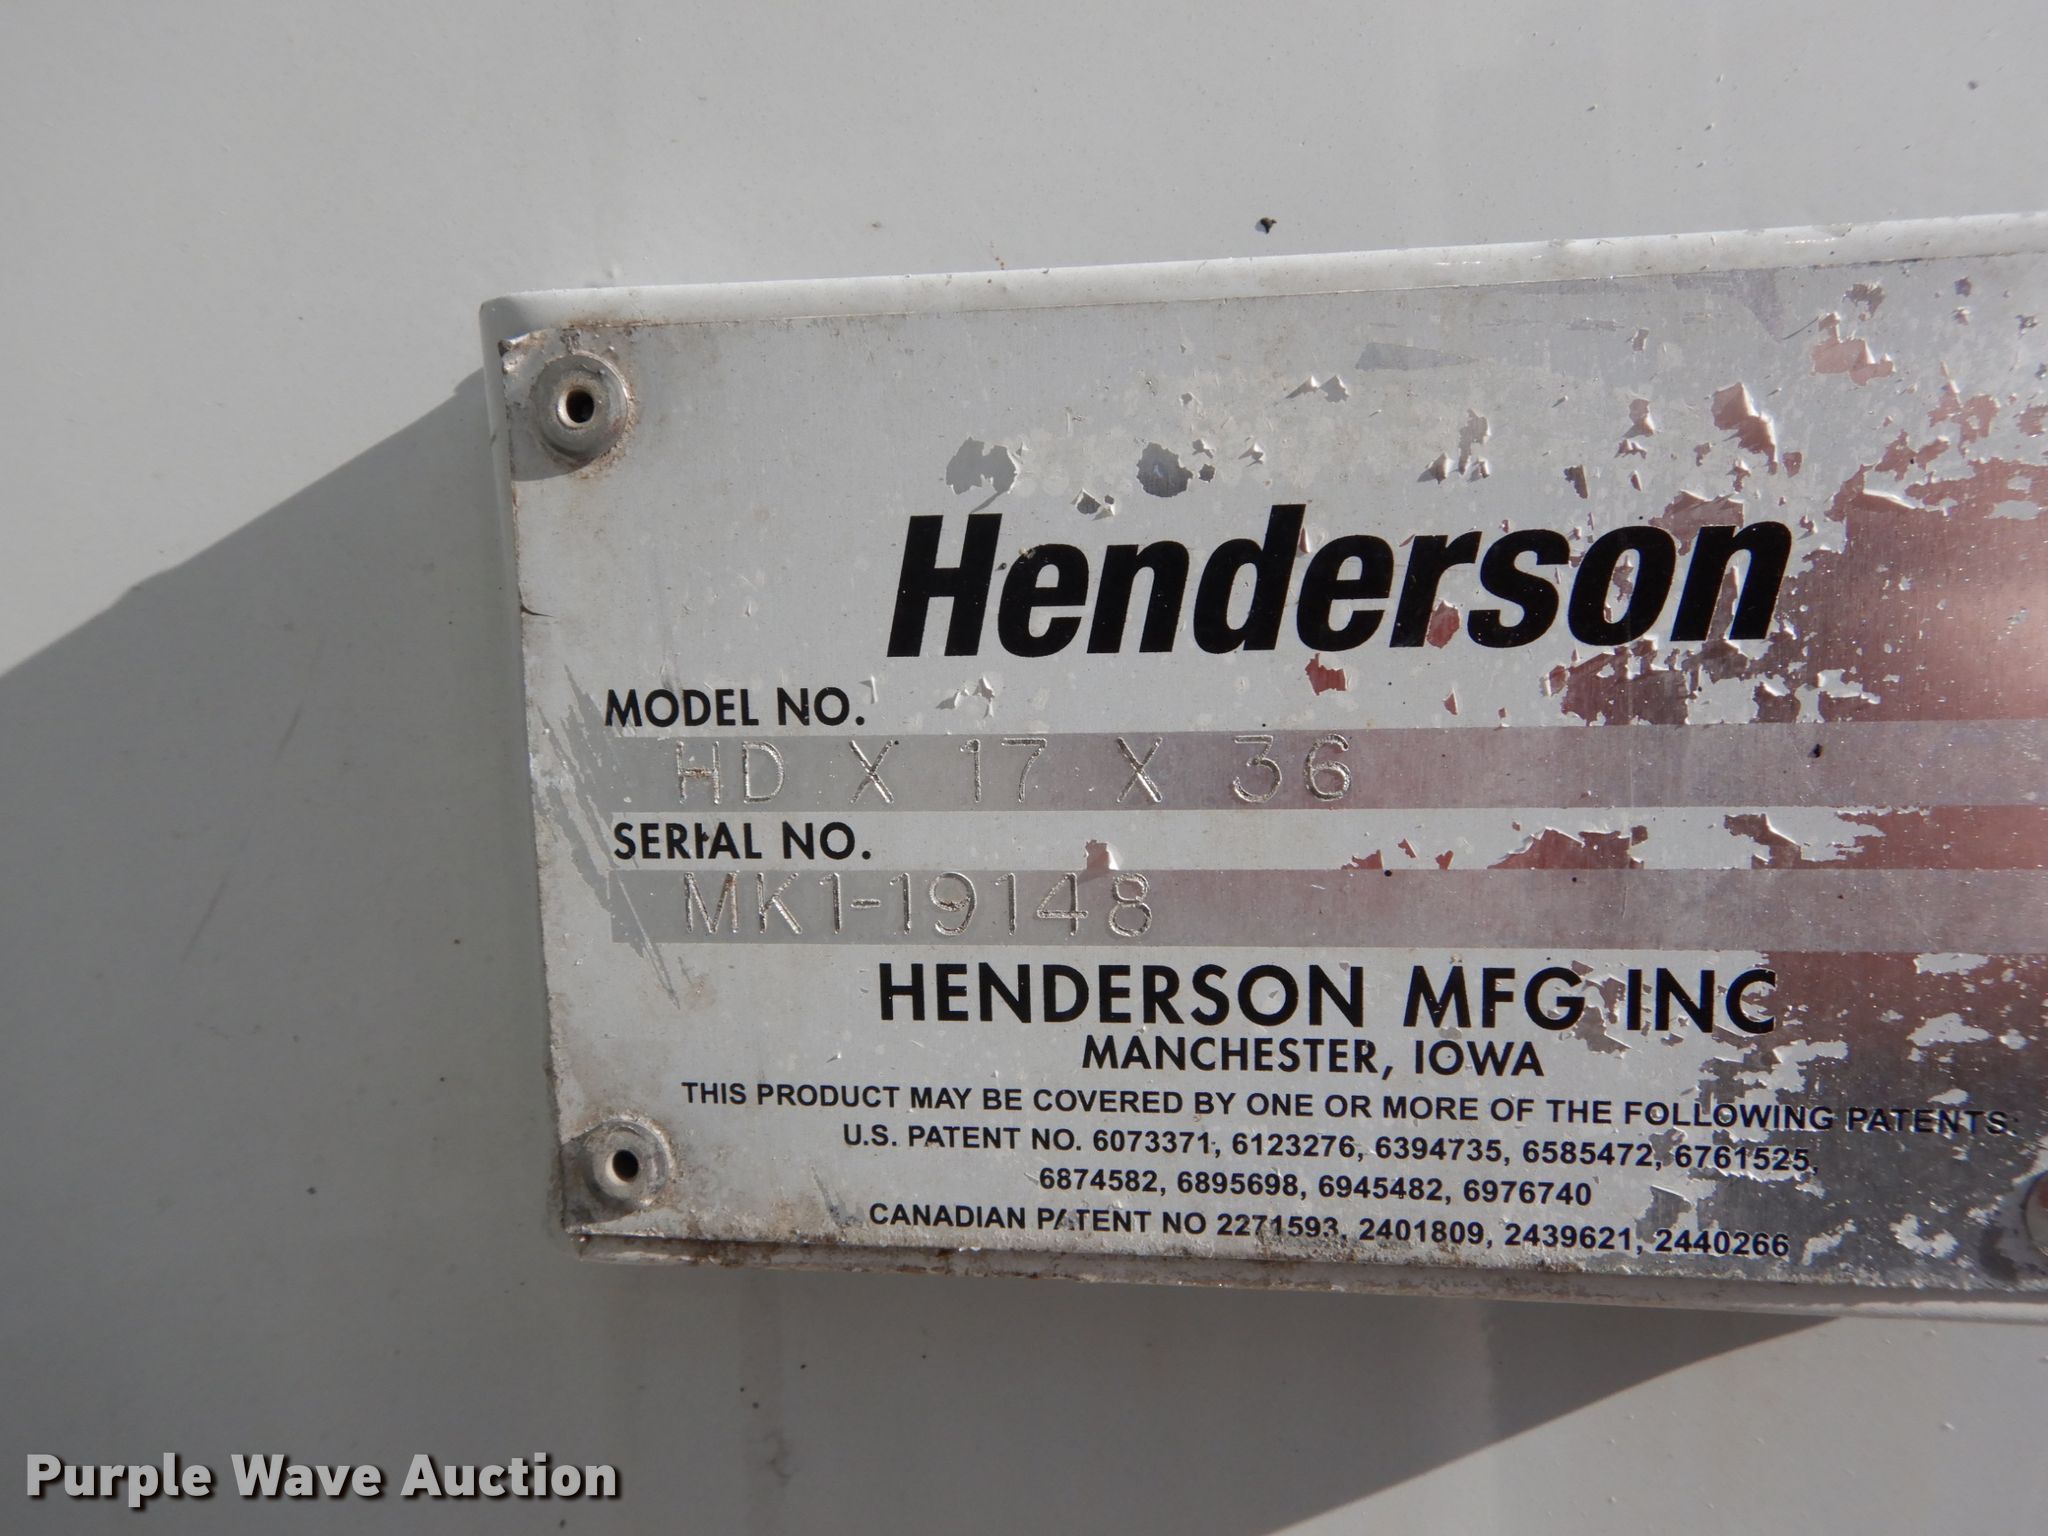 Henderson
MODEL NO.
HD X 17 X 36
SERIAL NO.
MK1-19148
HENDERSON MFG INC
MANCHESTER, IOWA
THIS PRODUCT MAY BE COVERED BY ONE OR MORE OF THE FOLLOWING PATENTS:
U.S. PATENT NO. 6073371, 6123276, 6394735, 6585472, 6761525,
6874582, 6895698, 6945482, 6976740
CANADIAN PATENT NO 2271593, 2401809, 2439621, 2440266
Purple Wave Auction